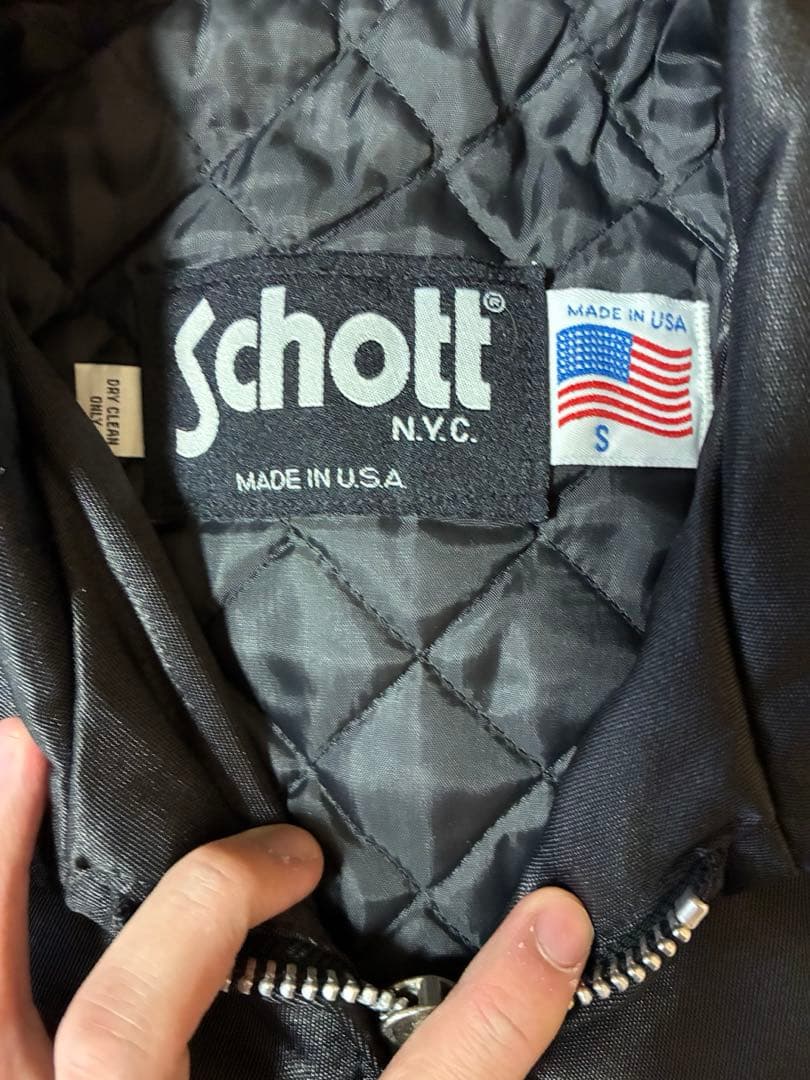 DRY CLEAN
ONLY
Schott®
N.Y.C.
MADE IN U.S.A
MADE IN USA
S